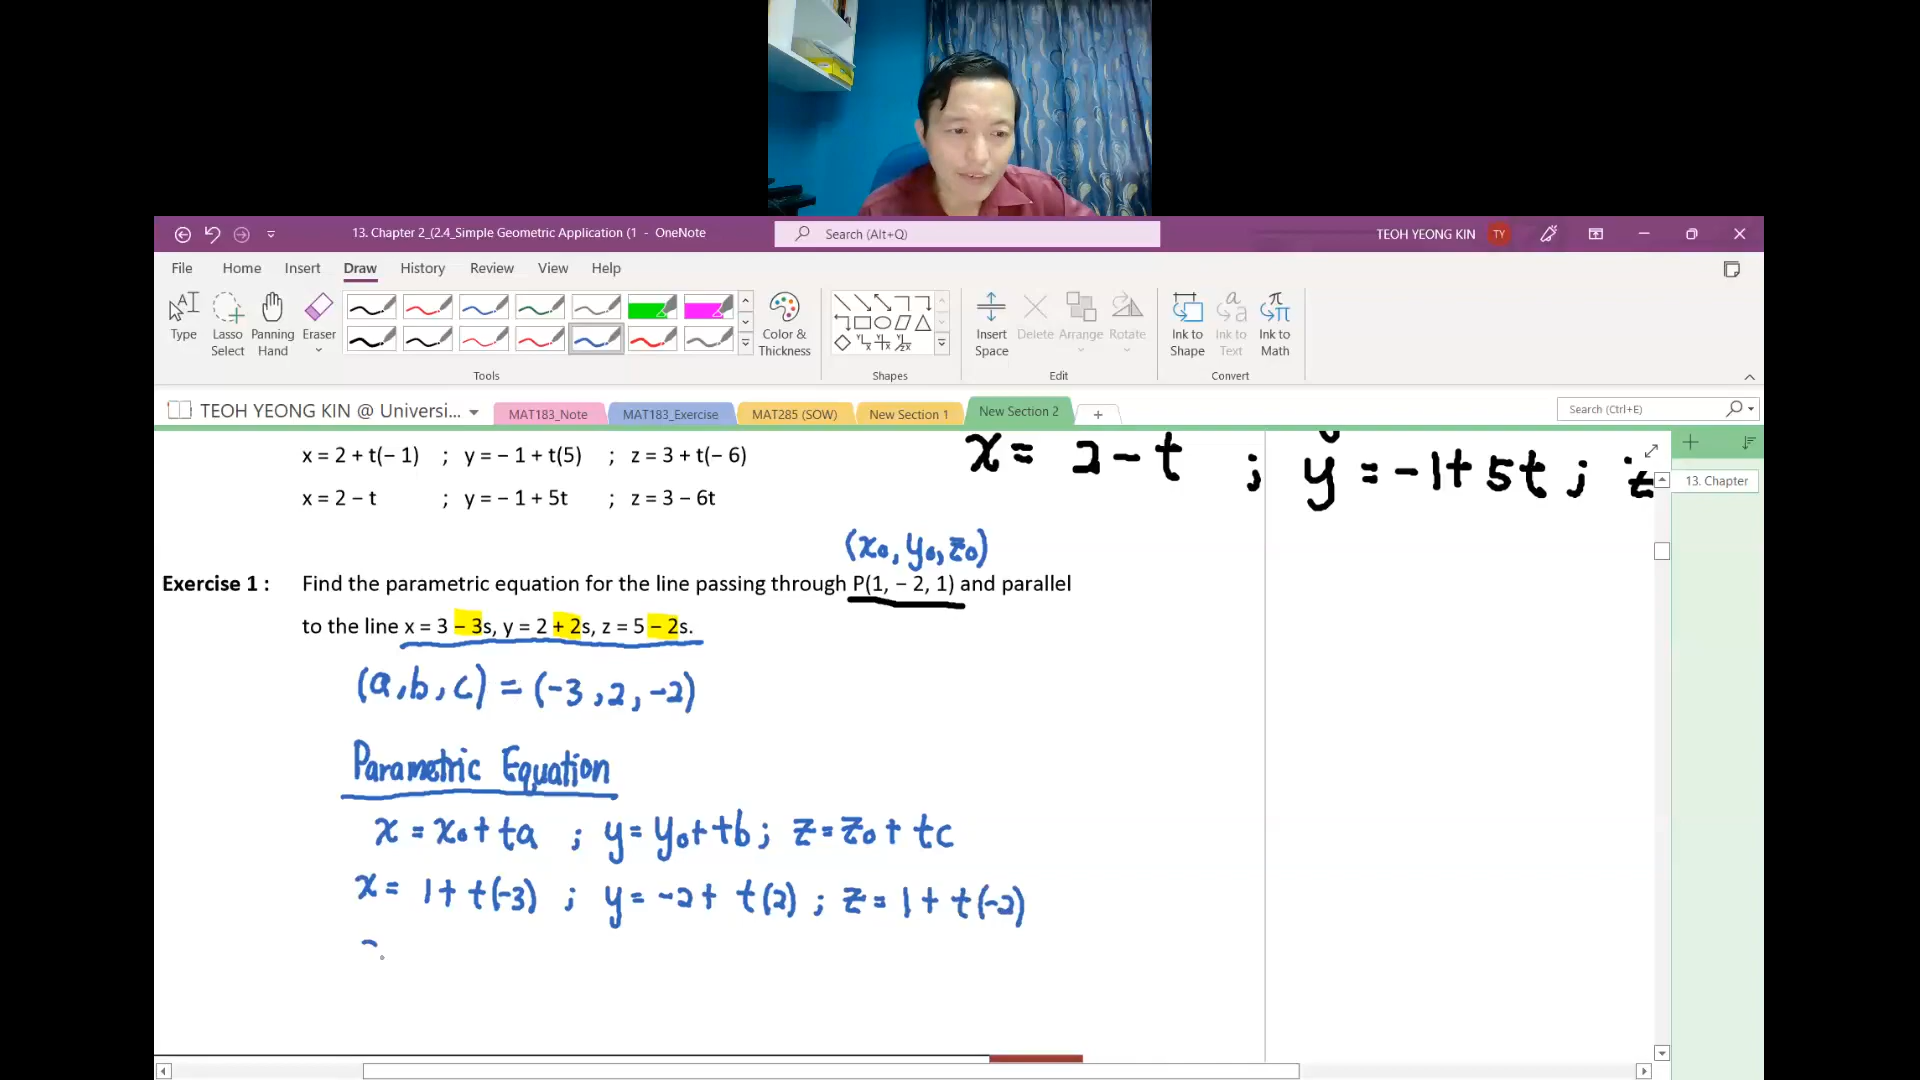 13. Chapter 2_(2.4_Simple Geometric Application (1 - OneNote
Search (Alt+Q)
TEOH YEONG KIN TY
File Home Insert Draw History Review View Help
Type
Lasso Select
Panning Hand
Eraser
Color & Thickness
Insert Space
Delete
Arrange
Rotate
Ink to Shape
Ink to Text
Ink to Math
Tools Shapes Edit Convert
TEOH YEONG KIN @ Universi...
MAT183_Note MAT183_Exercise MAT285 (SOW) New Section 1 New Section 2
Search (Ctrl+E)
13. Chapter
x = 2 + t(− 1) ; y = − 1 + t(5) ; z = 3 + t(− 6)
x = 2 − t ; y = − 1 + 5t ; z = 3 − 6t
x = 2 - t ; y = -1 + 5t ; z
(x₀, y₀, z₀)
Exercise 1 : Find the parametric equation for the line passing through P(1, − 2, 1) and parallel
to the line x = 3 − 3s, y = 2 + 2s, z = 5 − 2s.
(a, b, c) = (-3, 2, -2)
Parametric Equation
x = x₀ + ta ; y = y₀ + tb ; z = z₀ + tc
x = 1 + t(-3) ; y = -2 + t(2) ; z = 1 + t(-2)